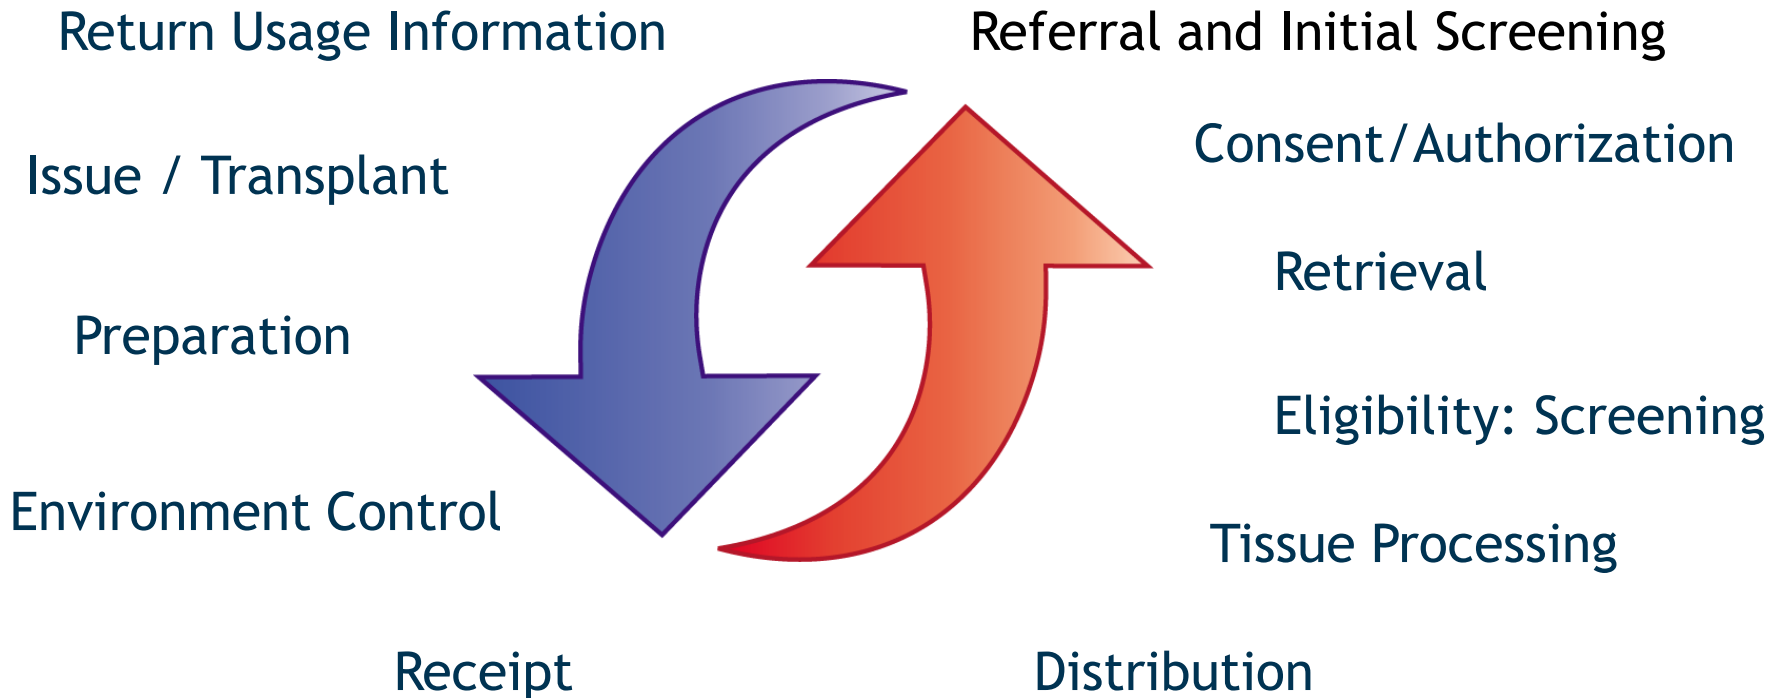 Return Usage Information
Referral and Initial Screening
Consent/Authorization
Issue / Transplant
Retrieval
Preparation
Eligibility: Screening
Environment Control
Tissue Processing
Receipt
Distribution